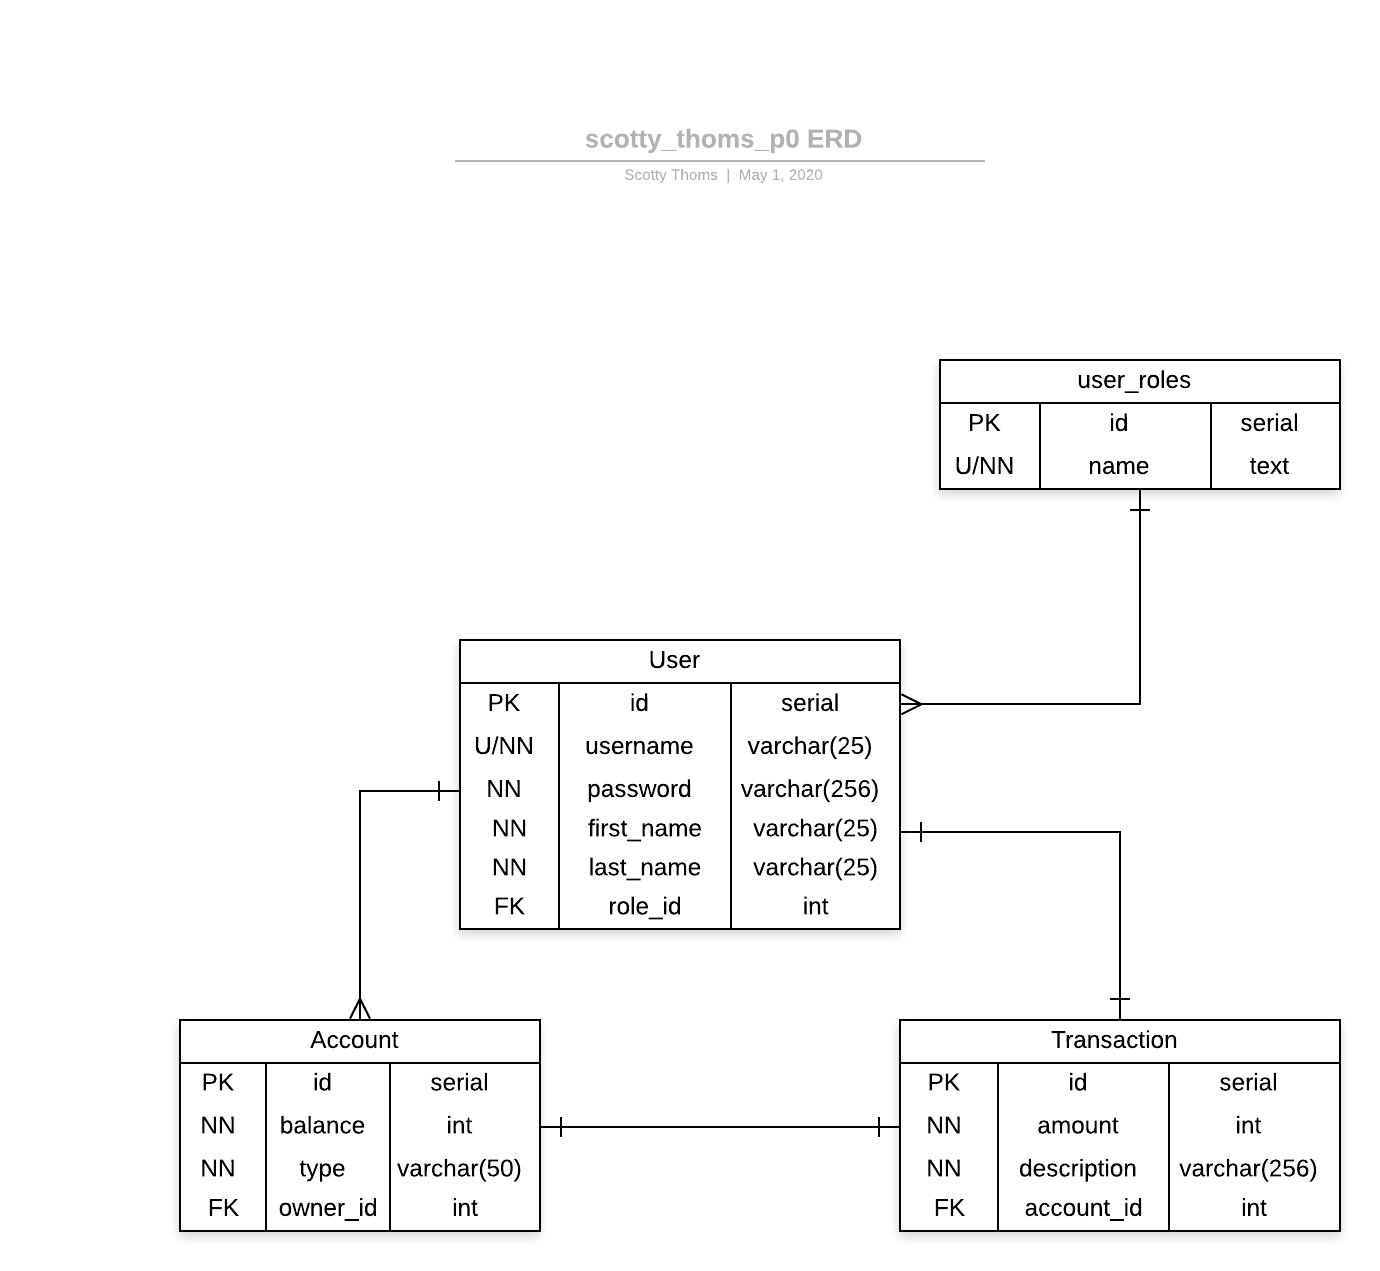 scotty_thoms_p0 ERD
Scotty Thoms | May 1, 2020
user_roles
PK id serial
U/NN name text
User
PK id serial
U/NN username varchar(25)
NN password varchar(256)
NN first_name varchar(25)
NN last_name varchar(25)
FK role_id int
Account
PK id serial
NN balance int
NN type varchar(50)
FK owner_id int
Transaction
PK id serial
NN amount int
NN description varchar(256)
FK account_id int